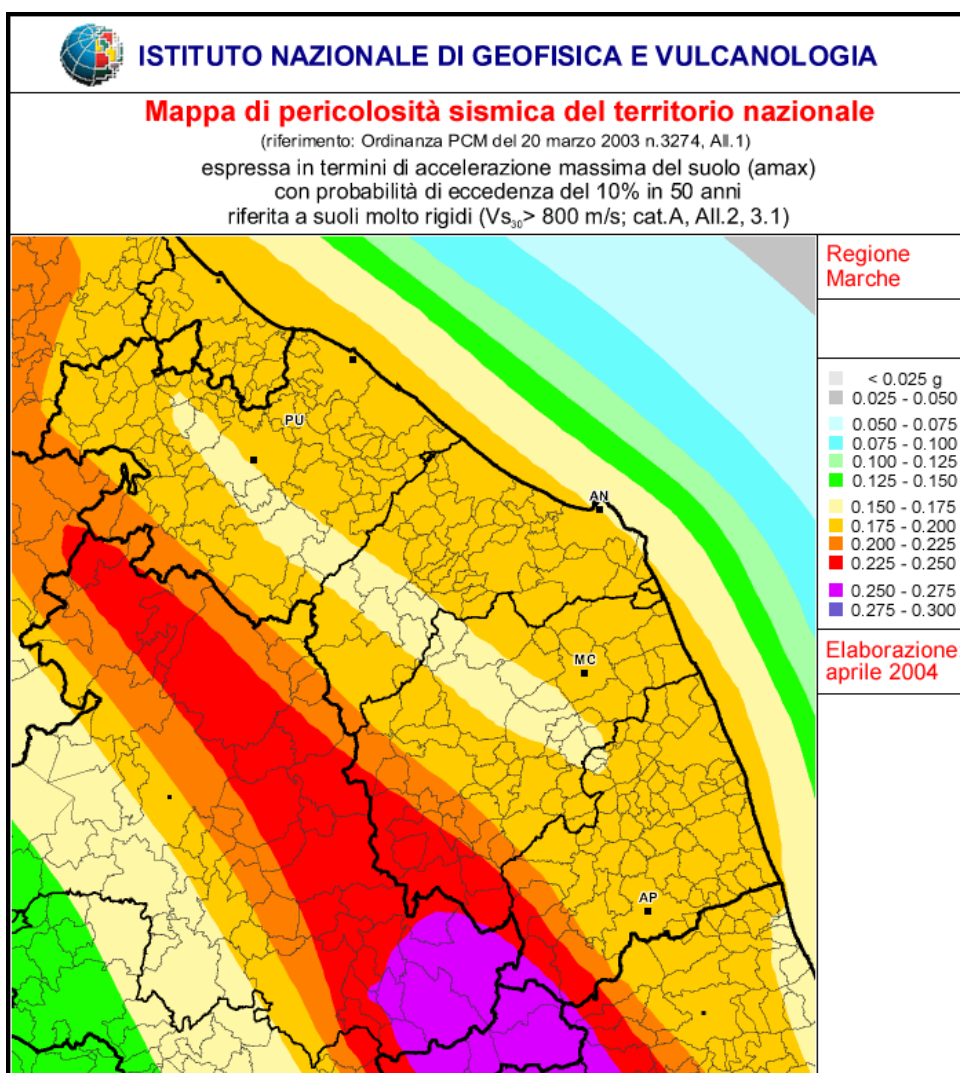 ISTITUTO NAZIONALE DI GEOFISICA E VULCANOLOGIA
Mappa di pericolosità sismica del territorio nazionale
(riferimento: Ordinanza PCM del 20 marzo 2003 n.3274, All.1)
espressa in termini di accelerazione massima del suolo (amax)
con probabilità di eccedenza del 10% in 50 anni
riferita a suoli molto rigidi (Vs₃₀> 800 m/s; cat.A, All.2, 3.1)
Regione
Marche
< 0.025 g
0.025 - 0.050
0.050 - 0.075
0.075 - 0.100
0.100 - 0.125
0.125 - 0.150
0.150 - 0.175
0.175 - 0.200
0.200 - 0.225
0.225 - 0.250
0.250 - 0.275
0.275 - 0.300
Elaborazione
aprile 2004
PU
AN
MC
AP